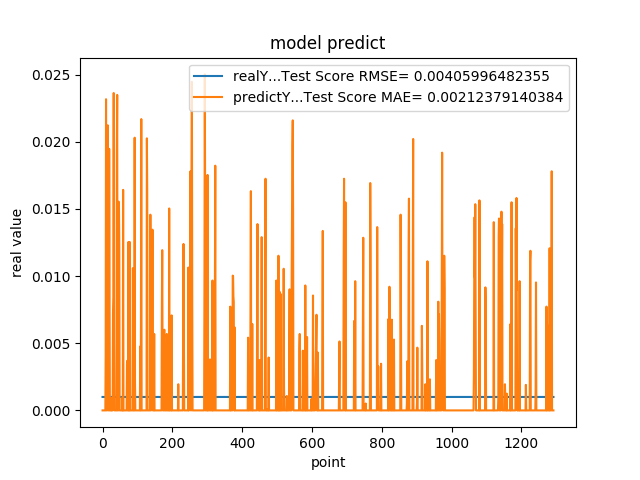 model predict
realY...Test Score RMSE= 0.00405996482355
predictY...Test Score MAE= 0.00212379140384
real value
0.025
0.020
0.015
0.010
0.005
0.000
0 200 400 600 800 1000 1200
point